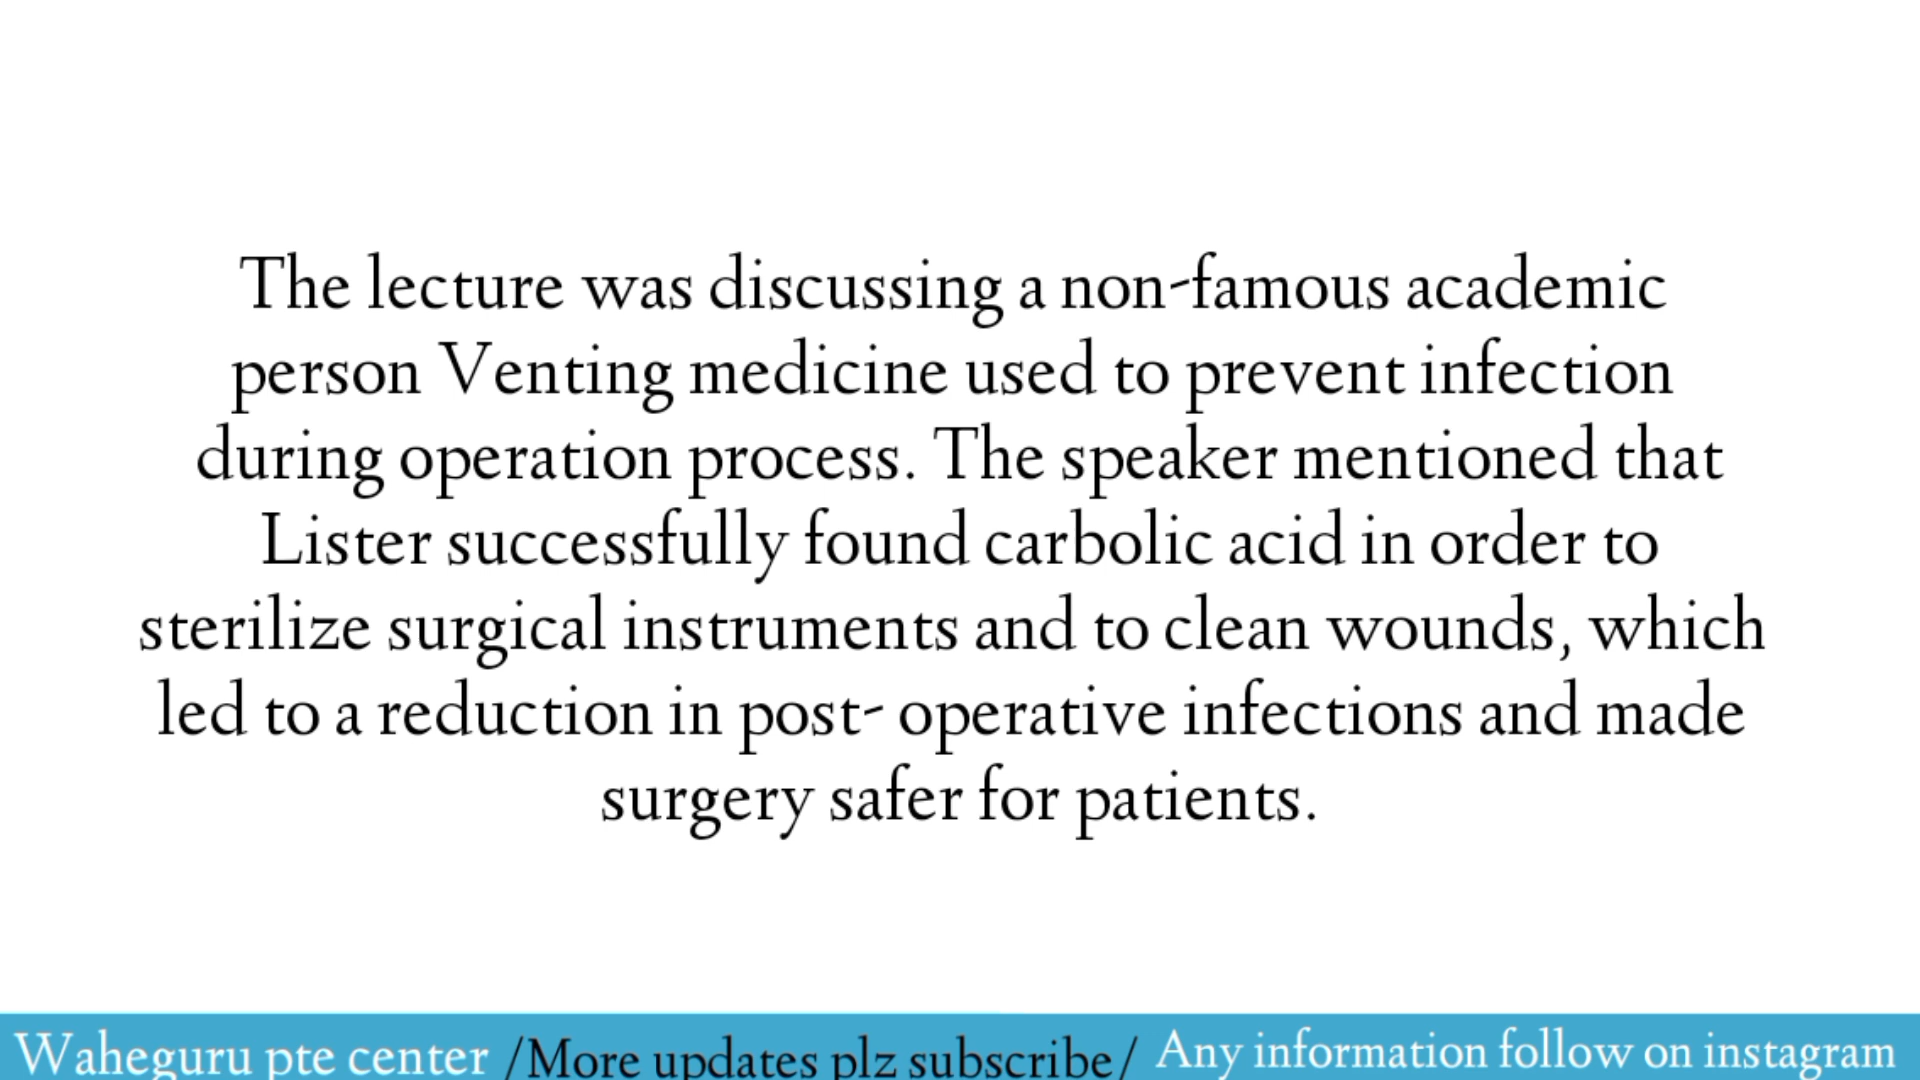 The lecture was discussing a non-famous academic
person Venting medicine used to prevent infection
during operation process. The speaker mentioned that
Lister successfully found carbolic acid in order to
sterilize surgical instruments and to clean wounds, which
led to a reduction in post- operative infections and made
surgery safer for patients.
Waheguru pte center /More updates plz subscribe/ Any information follow on instagram